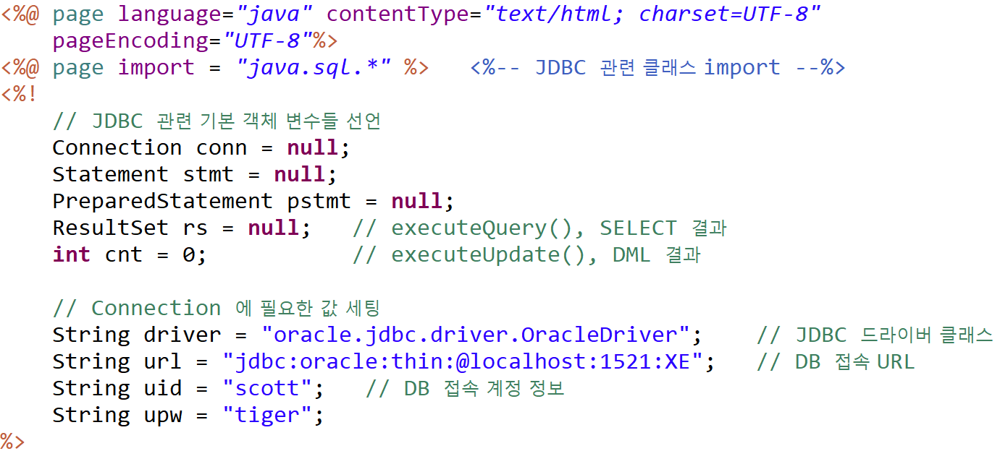 <%@ page language="java" contentType="text/html; charset=UTF-8"
    pageEncoding="UTF-8"%>
<%@ page import = "java.sql.*" %>   <%-- JDBC 관련 클래스 import --%>
<%!
    // JDBC 관련 기본 객체 변수들 선언
    Connection conn = null;
    Statement stmt = null;
    PreparedStatement pstmt = null;
    ResultSet rs = null;   // executeQuery(), SELECT 결과
    int cnt = 0;           // executeUpdate(), DML 결과
    // Connection 에 필요한 값 세팅
    String driver = "oracle.jdbc.driver.OracleDriver";    // JDBC 드라이버 클래스
    String url = "jdbc:oracle:thin:@localhost:1521:XE";   // DB 접속 URL
    String uid = "scott";   // DB 접속 계정 정보
    String upw = "tiger";
%>